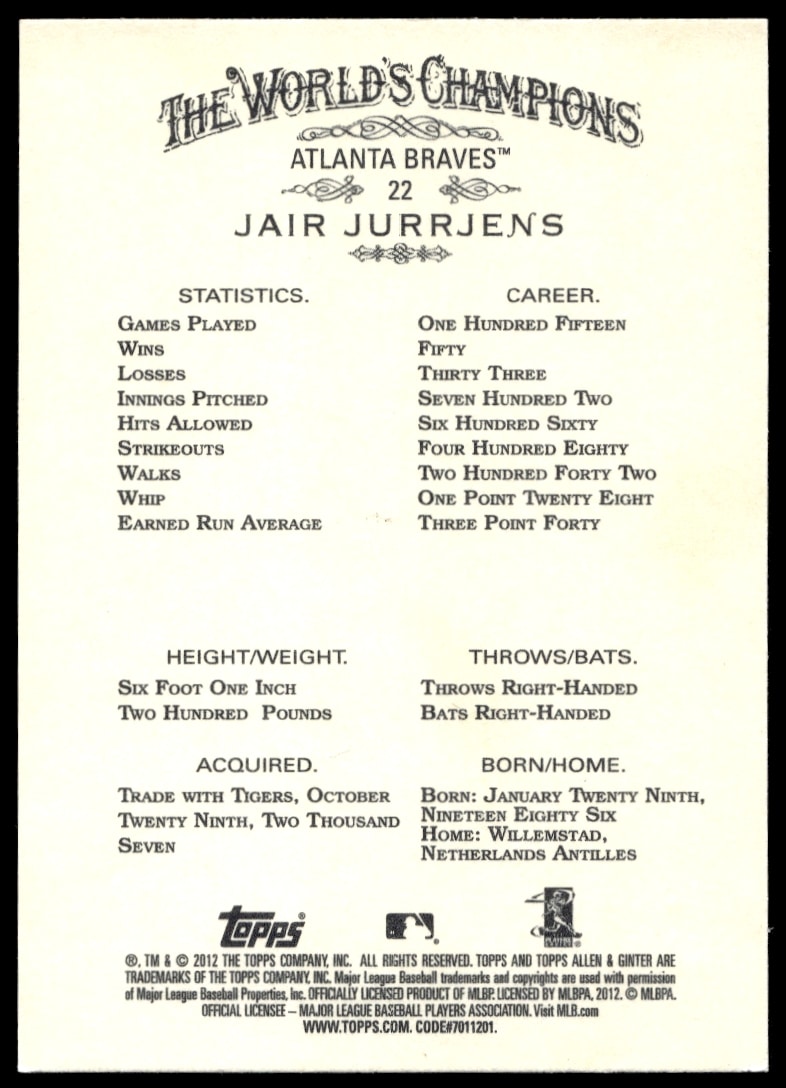 THE WORLD'S CHAMPIONS
ATLANTA BRAVES™
22
JAIR JURRJENS
STATISTICS. CAREER.
GAMES PLAYED ONE HUNDRED FIFTEEN
WINS FIFTY
LOSSES THIRTY THREE
INNINGS PITCHED SEVEN HUNDRED TWO
HITS ALLOWED SIX HUNDRED SIXTY
STRIKEOUTS FOUR HUNDRED EIGHTY
WALKS TWO HUNDRED FORTY TWO
WHIP ONE POINT TWENTY EIGHT
EARNED RUN AVERAGE THREE POINT FORTY
HEIGHT/WEIGHT.
SIX FOOT ONE INCH
TWO HUNDRED POUNDS
THROWS/BATS.
THROWS RIGHT-HANDED
BATS RIGHT-HANDED
ACQUIRED.
TRADE WITH TIGERS, OCTOBER
TWENTY NINTH, TWO THOUSAND
SEVEN
BORN/HOME.
BORN: JANUARY TWENTY NINTH,
NINETEEN EIGHTY SIX
HOME: WILLEMSTAD,
NETHERLANDS ANTILLES
Topps®
®, TM & © 2012 THE TOPPS COMPANY, INC. ALL RIGHTS RESERVED. TOPPS AND TOPPS ALLEN & GINTER ARE
TRADEMARKS OF THE TOPPS COMPANY, INC. Major League Baseball trademarks and copyrights are used with permission
of Major League Baseball Properties, Inc. OFFICIALLY LICENSED PRODUCT OF MLBP. LICENSED BY MLBPA, 2012. © MLBPA.
OFFICIAL LICENSEE – MAJOR LEAGUE BASEBALL PLAYERS ASSOCIATION. Visit MLB.com
WWW.TOPPS.COM. CODE#7011201.